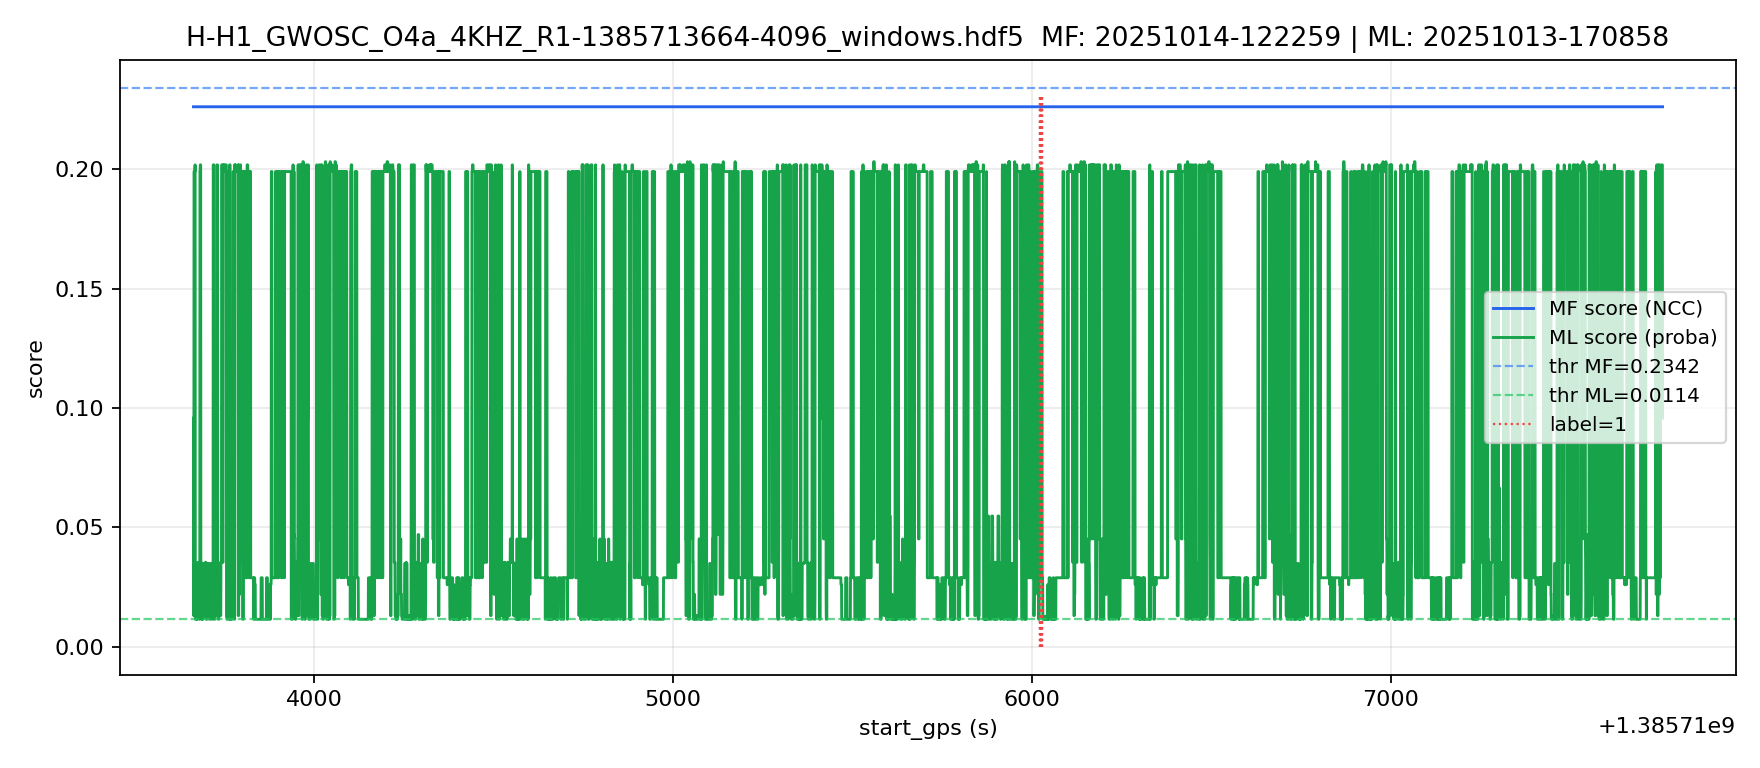 H-H1_GWOSC_O4a_4KHZ_R1-1385713664-4096_windows.hdf5  MF: 20251014-122259 | ML: 20251013-170858
score
0.20
0.15
0.10
0.05
0.00
MF score (NCC)
ML score (proba)
thr MF=0.2342
thr ML=0.0114
label=1
4000
5000
6000
7000
start_gps (s)
+1.38571e9